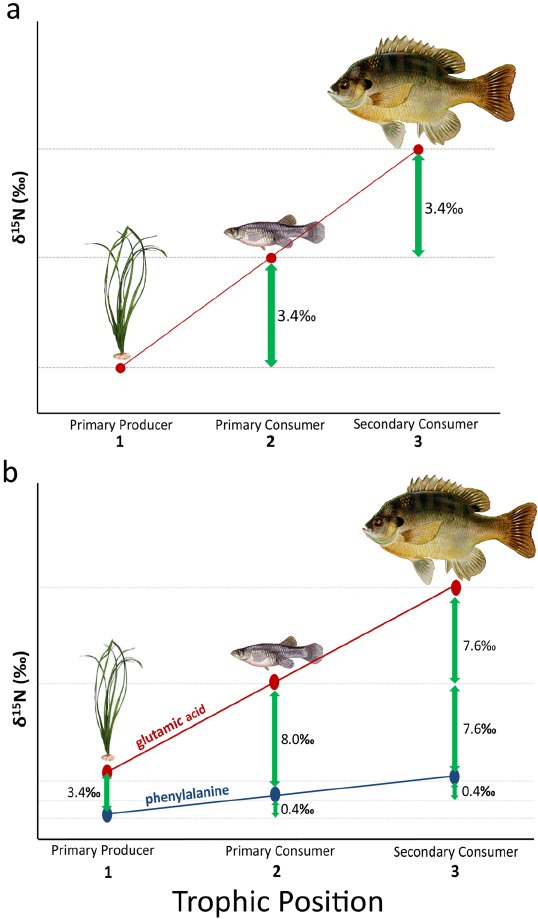 a
δ¹⁵N (‰)
3.4‰
3.4‰
Primary Producer
1
Primary Consumer
2
Secondary Consumer
3
b
δ¹⁵N (‰)
glutamic acid
phenylalanine
3.4‰
8.0‰
0.4‰
7.6‰
7.6‰
0.4‰
Primary Producer
1
Primary Consumer
2
Secondary Consumer
3
Trophic Position